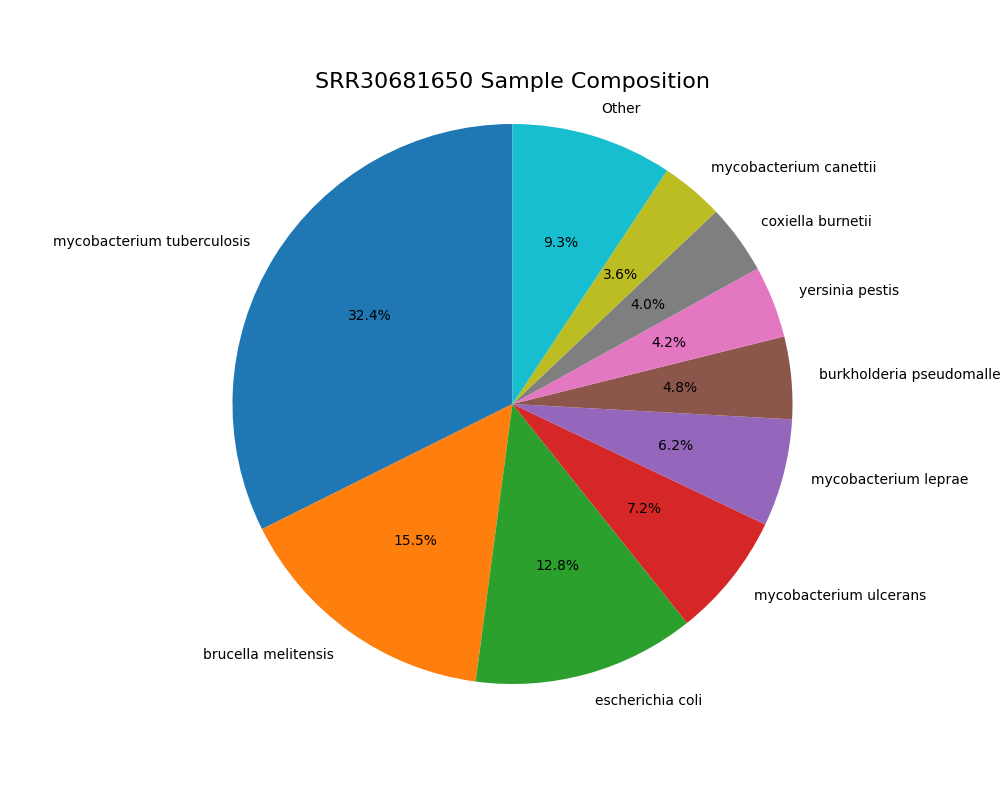 SRR30681650 Sample Composition
Other
mycobacterium canettii
coxiella burnetii
mycobacterium tuberculosis
yersinia pestis
burkholderia pseudomalle
mycobacterium leprae
mycobacterium ulcerans
brucella melitensis
escherichia coli
9.3%
3.6%
4.0%
32.4%
4.2%
4.8%
6.2%
7.2%
15.5%
12.8%